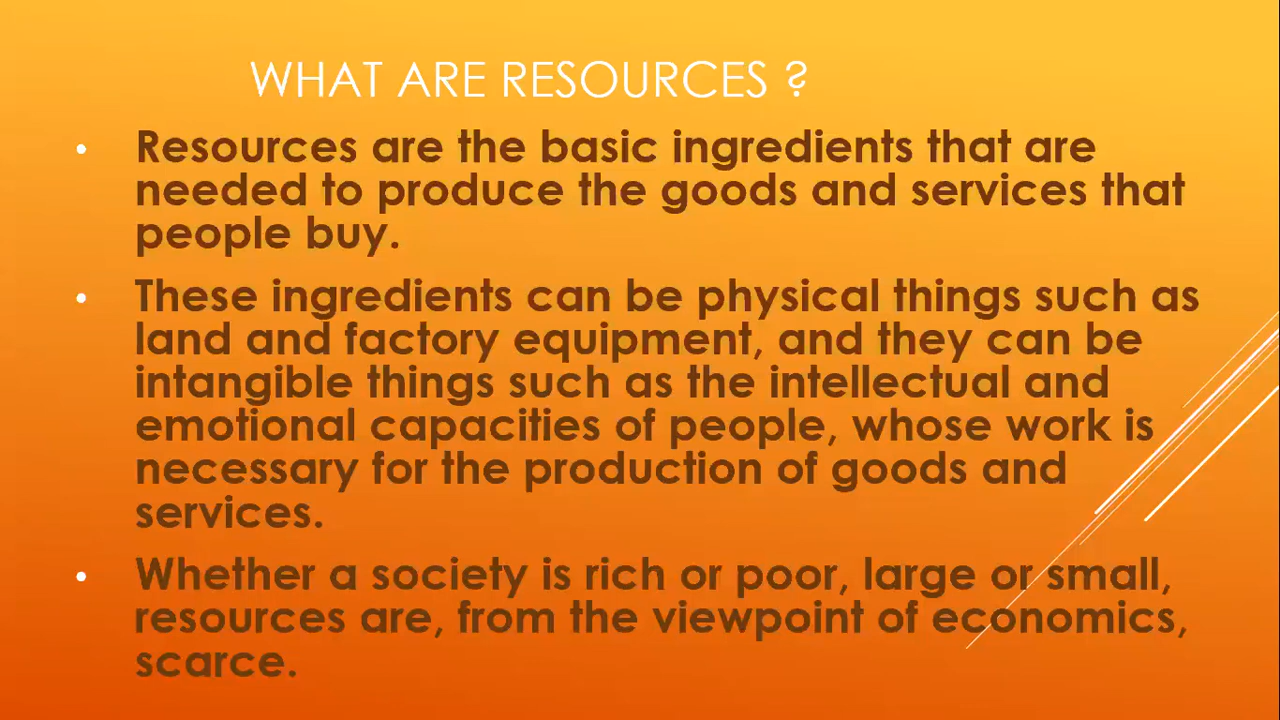 WHAT ARE RESOURCES ?
• Resources are the basic ingredients that are
needed to produce the goods and services that
people buy.
• These ingredients can be physical things such as
land and factory equipment, and they can be
intangible things such as the intellectual and
emotional capacities of people, whose work is
necessary for the production of goods and
services.
• Whether a society is rich or poor, large or small,
resources are, from the viewpoint of economics,
scarce.